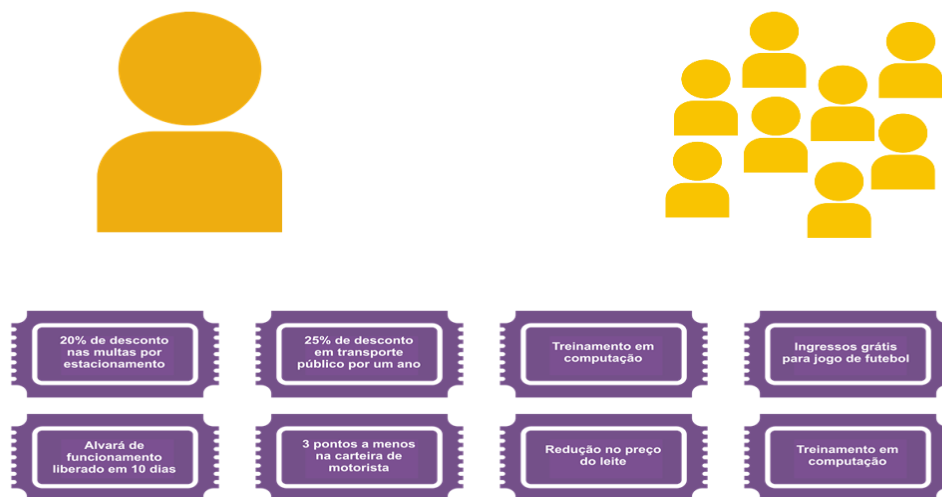 20% de desconto
nas multas por
estacionamento
25% de desconto
em transporte
público por um ano
Treinamento em
computação
Ingressos grátis
para jogo de futebol
Alvará de
funcionamento
liberado em 10 dias
3 pontos a menos
na carteira de
motorista
Redução no preço
do leite
Treinamento em
computação